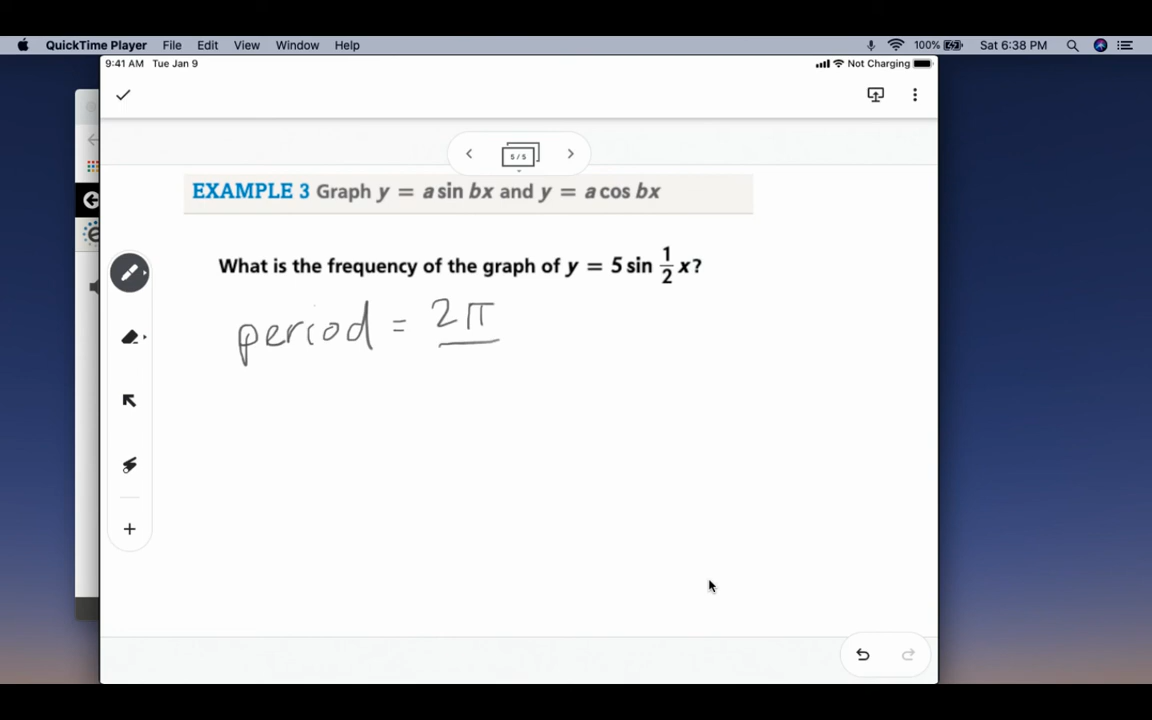 QuickTime Player File Edit View Window Help 100% Sat 6:38 PM
9:41 AM Tue Jan 9 Not Charging
5/5
EXAMPLE 3 Graph y = a sin bx and y = a cos bx
What is the frequency of the graph of y = 5 sin 1/2 x?
period = 2π